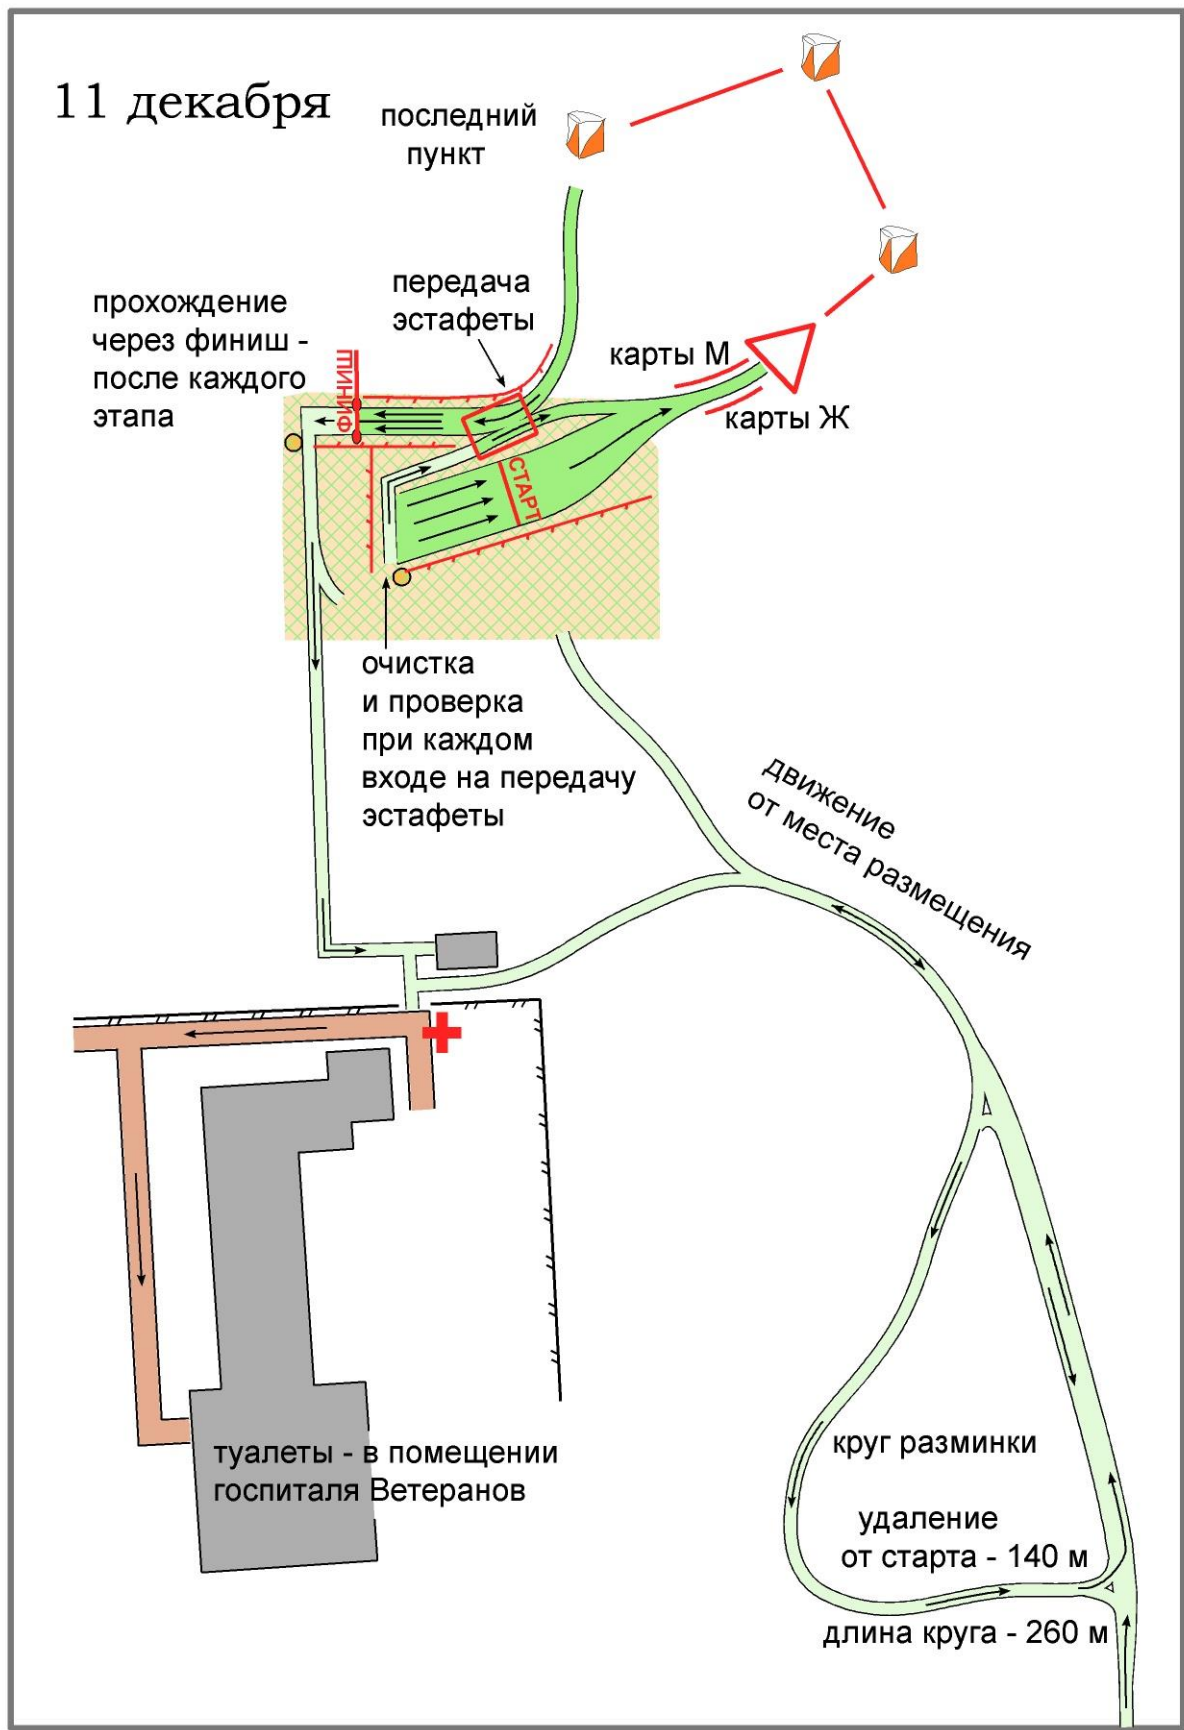 11 декабря
последний
пункт
передача
эстафеты
прохождение
через финиш -
после каждого
этапа
ФИНИШ
карты М
карты Ж
СТАРТ
очистка
и проверка
при каждом
входе на передачу
эстафеты
движение
от места размещения
туалеты - в помещении
госпиталя Ветеранов
круг разминки
удаление
от старта - 140 м
длина круга - 260 м